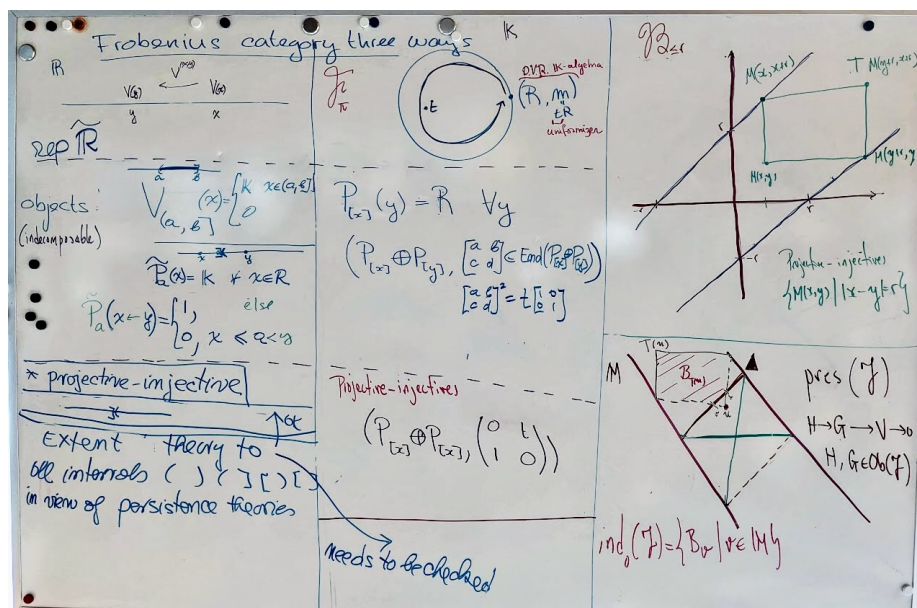 Frobenius category three ways
ℝ
V(y) V(x)
y x
rep ℝ̃
objects:
(indecomposable)
a b
V_(a,b] (x) = { 𝕂 x∈(a,b]
0
x * y
P̃_a(x) = 𝕂 ∀ x∈R
P̌_a(x←y) = { 1, else
0, x ≤ a < y
* projective-injective
Extent theory to
all intervals ( ) ( ] [ ) [ ]
in view of persistence theories
needs to be checked
𝕂
π
t
D.V.R. 𝕂-algebra
(R, m)
tR
uniformizer
P_[x](y) = R ∀y
(P_[x] ⊕ P_[y], [a b; c d] ∈ End(P_[x] ⊕ P_[y]))
[a b; c d]² = t [1 0; 0 1]
Projective-injectives
(P_[x] ⊕ P_[x], (0 t; 1 0))
B_≤r
M(x,x+r)
T M(y+r,x+r)
r
M(x,y)
M(y+r,y)
-r r
-r
Projective-injectives
{M(x,y) | |x-y|=r}
M
T(u)
B_(u)
u
pres(𝓕)
H→G→V→0
H, G∈Ob(𝓕)
ind_0(𝓕) = {B_v | v∈M}